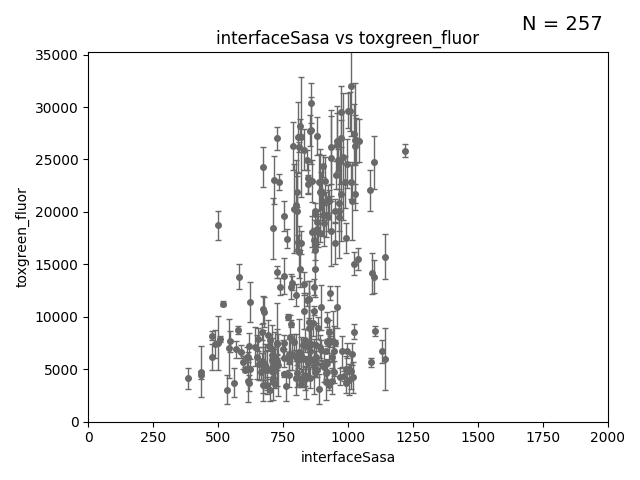 N = 257
interfaceSasa vs toxgreen_fluor
35000
30000
25000
20000
15000
10000
5000
0
toxgreen_fluor
0 250 500 750 1000 1250 1500 1750 2000
interfaceSasa